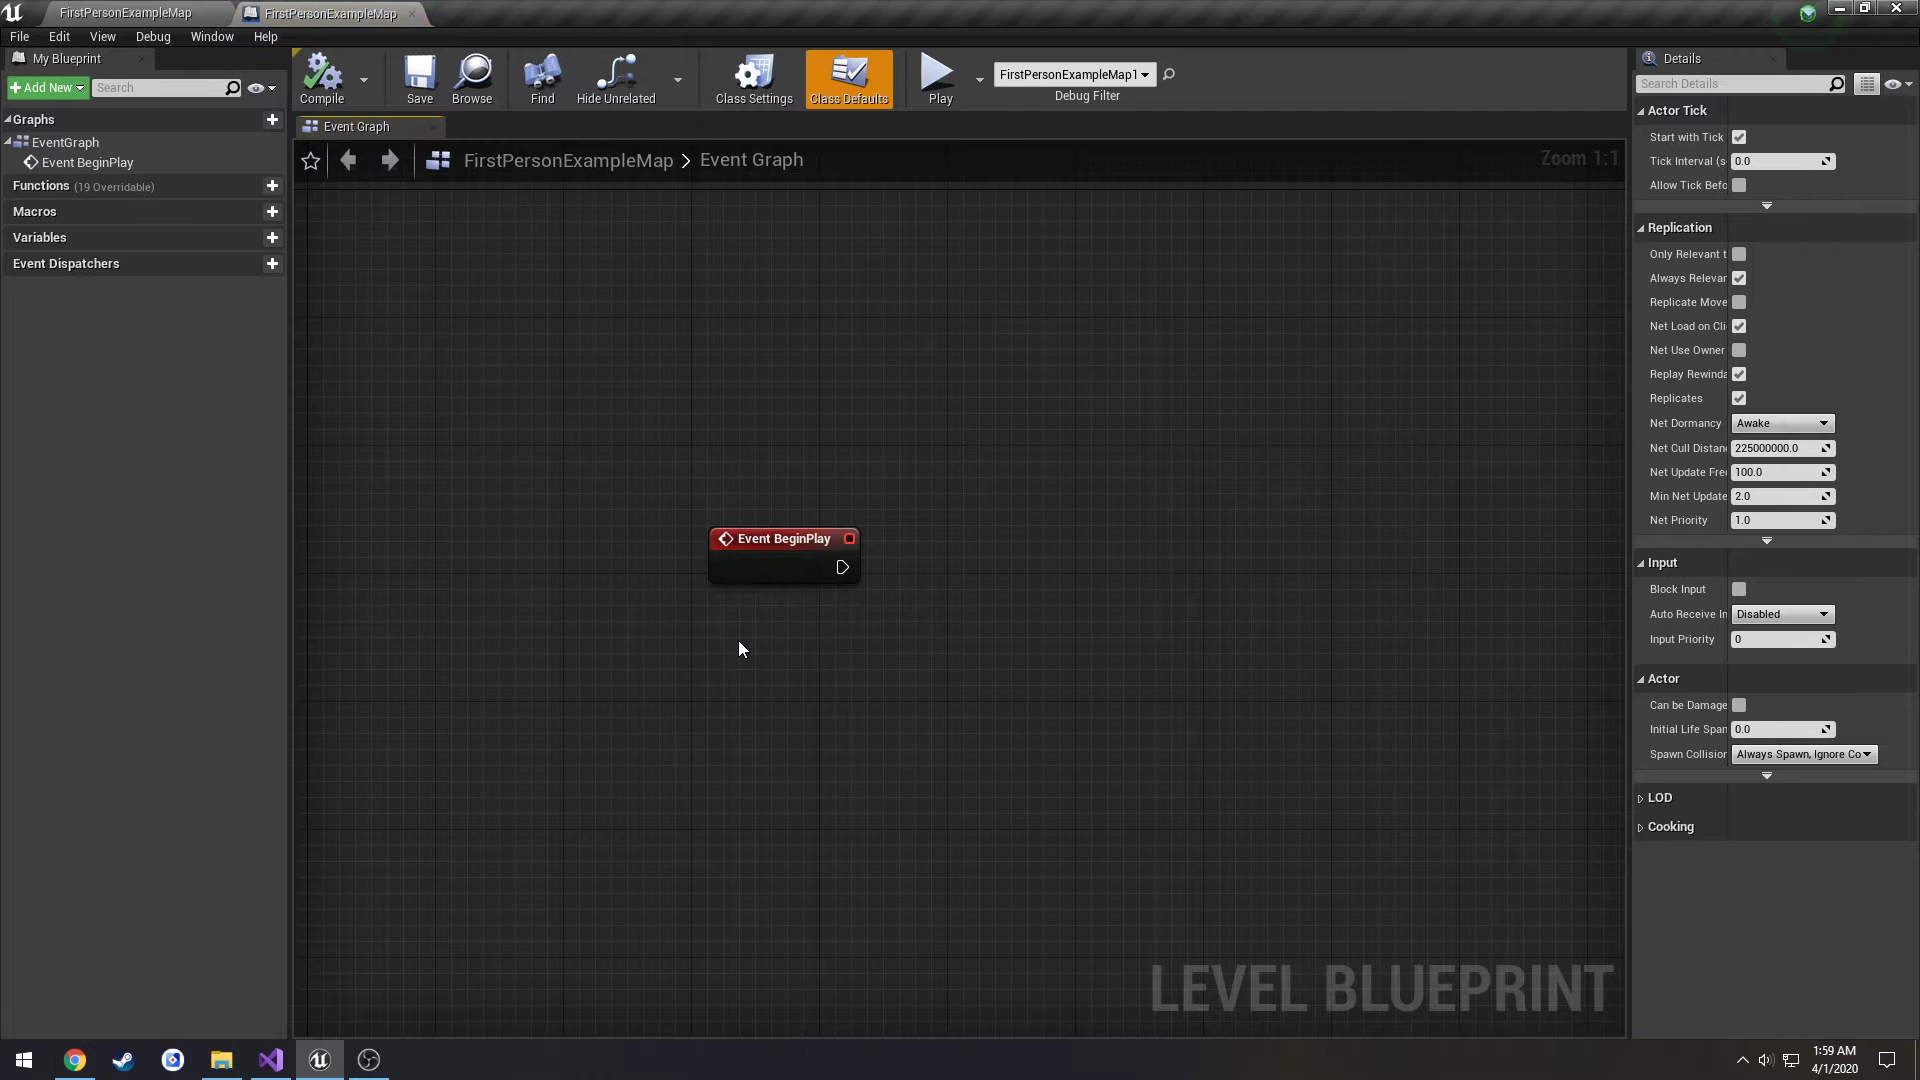 FirstPersonExampleMap
FirstPersonExampleMap
File Edit View Debug Window Help
My Blueprint
Add New Search
Graphs
EventGraph
Event BeginPlay
Functions (19 Overridable)
Macros
Variables
Event Dispatchers
Compile
Save
Browse
Find
Hide Unrelated
Class Settings
Class Defaults
Play
FirstPersonExampleMap1
Debug Filter
Event Graph
FirstPersonExampleMap > Event Graph
Zoom 1:1
Event BeginPlay
LEVEL BLUEPRINT
Details
Search Details
Actor Tick
Start with Tick
Tick Interval (s 0.0
Allow Tick Befo
Replication
Only Relevant t
Always Relevan
Replicate Move
Net Load on Cli
Net Use Owner
Replay Rewinda
Replicates
Net Dormancy Awake
Net Cull Distan 225000000.0
Net Update Fre 100.0
Min Net Update 2.0
Net Priority 1.0
Input
Block Input
Auto Receive In Disabled
Input Priority 0
Actor
Can be Damage
Initial Life Span 0.0
Spawn Collision Always Spawn, Ignore Co
LOD
Cooking
1:59 AM
4/1/2020